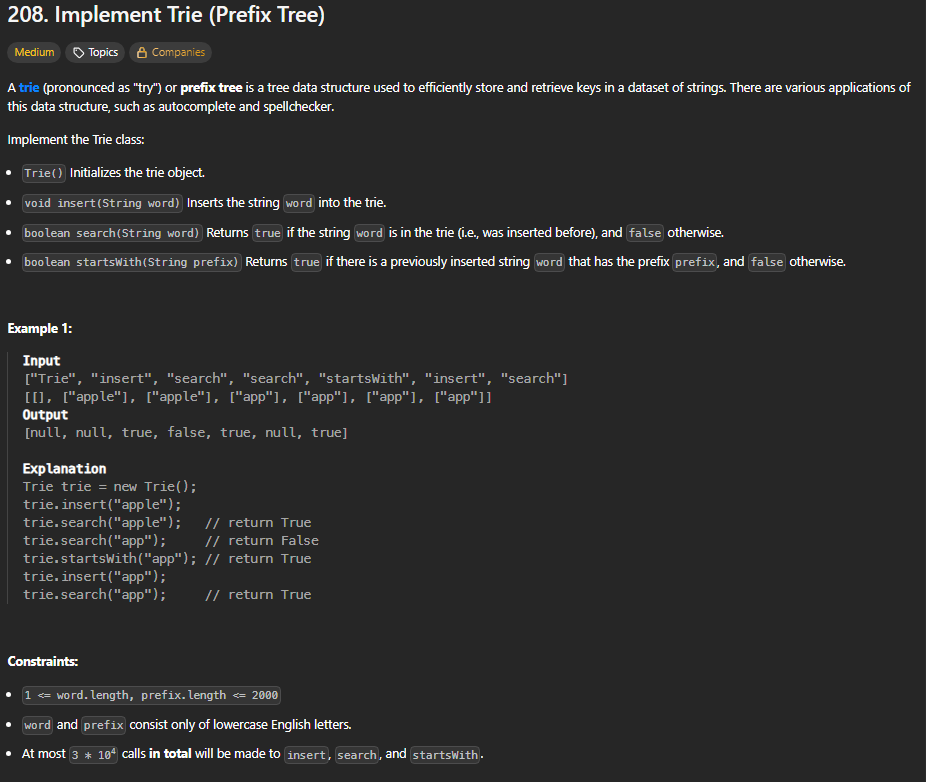 208. Implement Trie (Prefix Tree)
Medium Topics Companies
A trie (pronounced as "try") or prefix tree is a tree data structure used to efficiently store and retrieve keys in a dataset of strings. There are various applications of
this data structure, such as autocomplete and spellchecker.
Implement the Trie class:
• Trie() Initializes the trie object.
• void insert(String word) Inserts the string word into the trie.
• boolean search(String word) Returns true if the string word is in the trie (i.e., was inserted before), and false otherwise.
• boolean startsWith(String prefix) Returns true if there is a previously inserted string word that has the prefix prefix, and false otherwise.
Example 1:
Input
["Trie", "insert", "search", "search", "startsWith", "insert", "search"]
[[], ["apple"], ["apple"], ["app"], ["app"], ["app"], ["app"]]
Output
[null, null, true, false, true, null, true]
Explanation
Trie trie = new Trie();
trie.insert("apple");
trie.search("apple");   // return True
trie.search("app");     // return False
trie.startsWith("app"); // return True
trie.insert("app");
trie.search("app");     // return True
Constraints:
• 1 <= word.length, prefix.length <= 2000
• word and prefix consist only of lowercase English letters.
• At most 3 * 10⁴ calls in total will be made to insert, search, and startsWith.